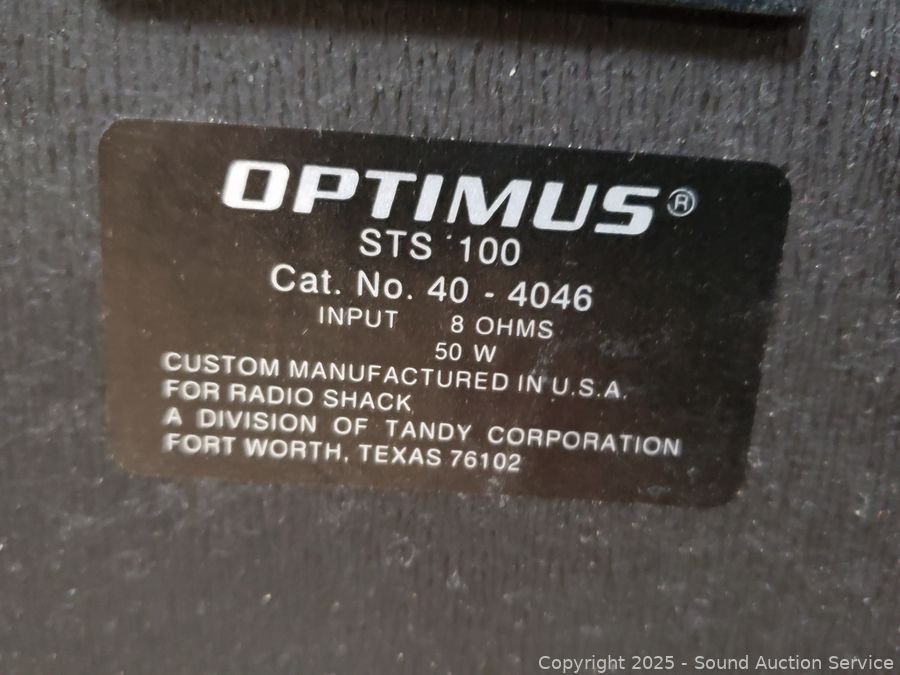 OPTIMUS®
STS 100
Cat. No. 40 - 4046
INPUT 8 OHMS
50 W
CUSTOM MANUFACTURED IN U.S.A.
FOR RADIO SHACK
A DIVISION OF TANDY CORPORATION
FORT WORTH, TEXAS 76102
Copyright 2025 - Sound Auction Service